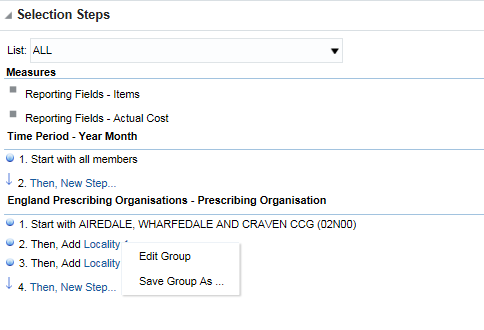 Selection Steps
List: ALL
Measures
Reporting Fields - Items
Reporting Fields - Actual Cost
Time Period - Year Month
1. Start with all members
2. Then, New Step...
England Prescribing Organisations - Prescribing Organisation
1. Start with AIREDALE, WHARFEDALE AND CRAVEN CCG (02N00)
2. Then, Add Locality 1
3. Then, Add Locality
4. Then, New Step...
Edit Group
Save Group As ...